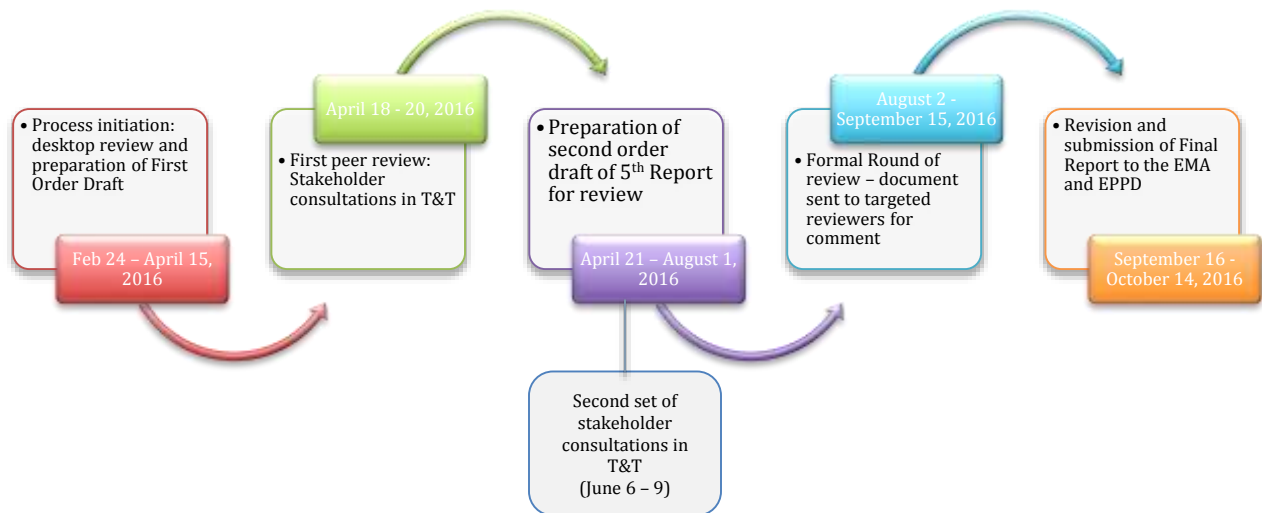 • Process initiation:
desktop review and
preparation of First
Order Draft
Feb 24 – April 15,
2016
April 18 - 20, 2016
• First peer review:
Stakeholder
consultations in T&T
• Preparation of
second order
draft of 5th Report
for review
April 21 – August 1,
2016
Second set of
stakeholder
consultations in
T&T
(June 6 – 9)
August 2 -
September 15, 2016
• Formal Round of
review – document
sent to targeted
reviewers for
comment
• Revision and
submission of Final
Report to the EMA
and EPPD
September 16 -
October 14, 2016